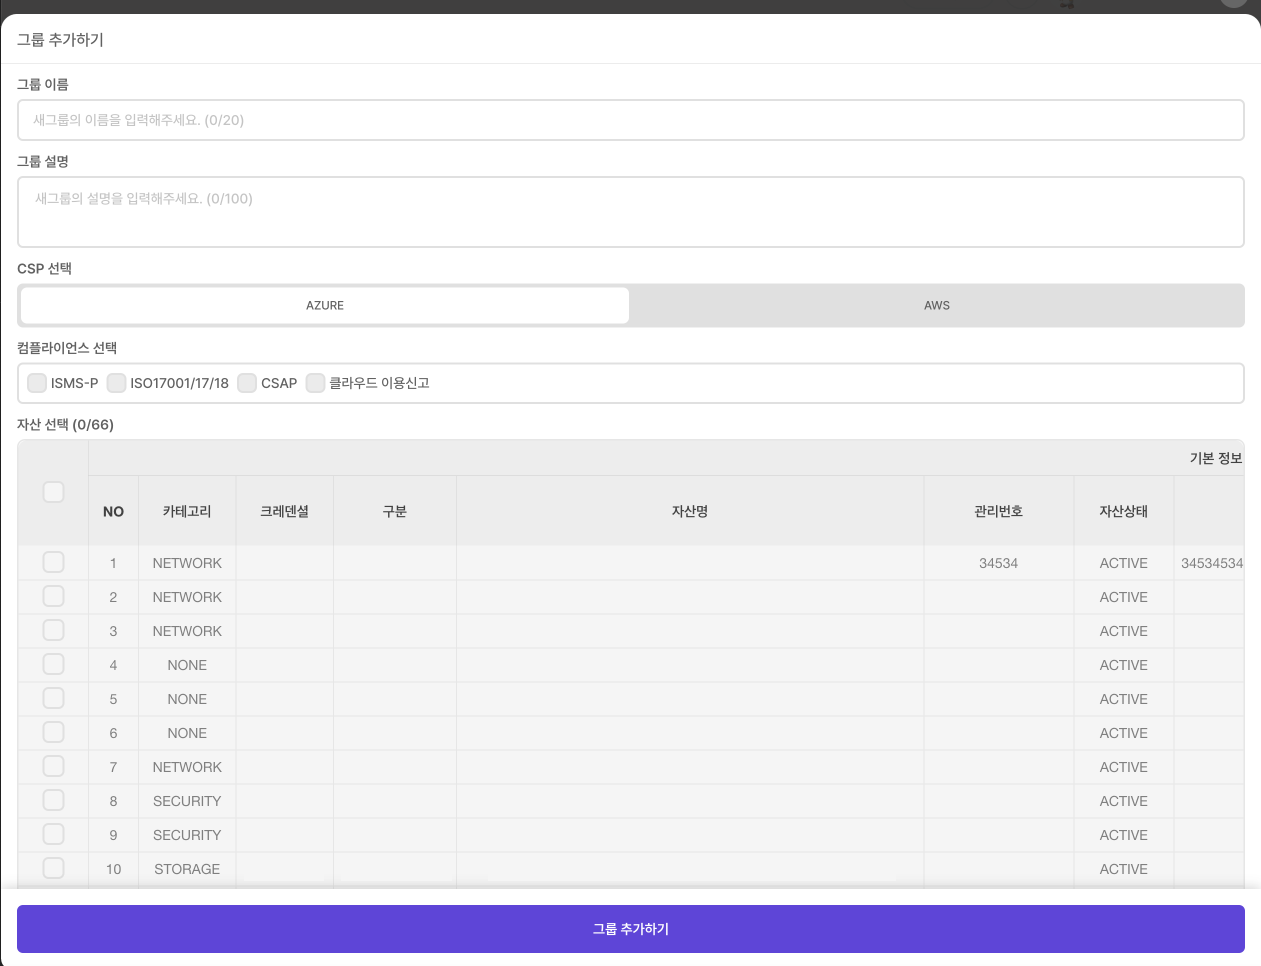 그룹 추가하기
그룹 이름
새그룹의 이름을 입력해주세요. (0/20)
그룹 설명
새그룹의 설명을 입력해주세요. (0/100)
CSP 선택
AZURE AWS
컴플라이언스 선택
ISMS-P ISO17001/17/18 CSAP 클라우드 이용신고
자산 선택 (0/66)
기본 정보
NO 카테고리 크레덴셜 구분 자산명 관리번호 자산상태
1 NETWORK 34534 ACTIVE 34534534
2 NETWORK ACTIVE
3 NETWORK ACTIVE
4 NONE ACTIVE
5 NONE ACTIVE
6 NONE ACTIVE
7 NETWORK ACTIVE
8 SECURITY ACTIVE
9 SECURITY ACTIVE
10 STORAGE ACTIVE
그룹 추가하기